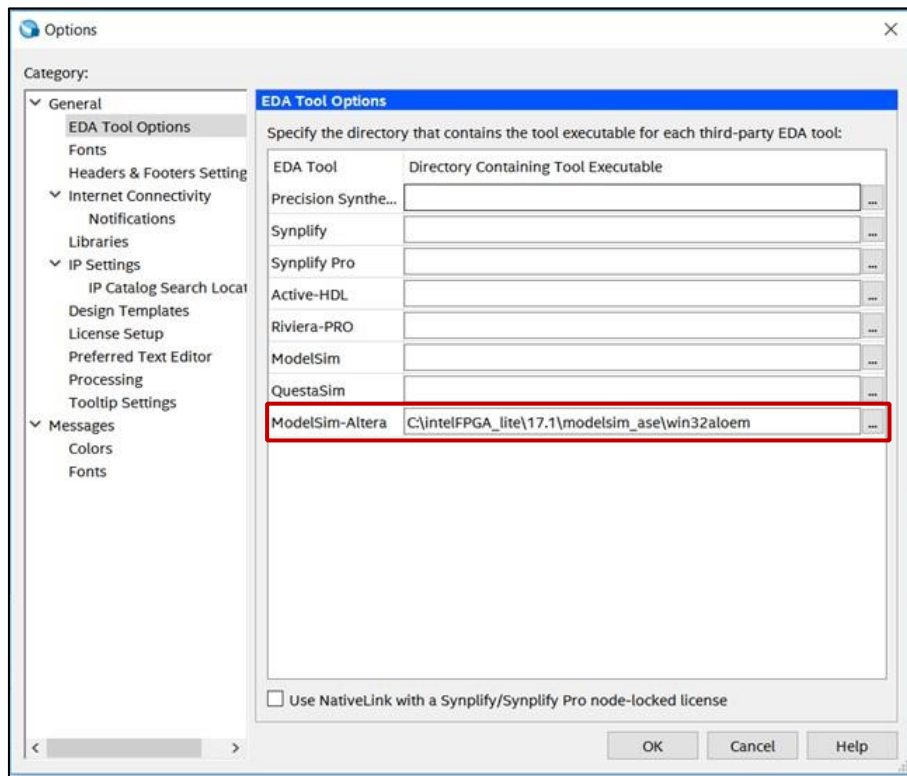 Options
Category:
General
EDA Tool Options
Fonts
Headers & Footers Setting
Internet Connectivity
Notifications
Libraries
IP Settings
IP Catalog Search Locat
Design Templates
License Setup
Preferred Text Editor
Processing
Tooltip Settings
Messages
Colors
Fonts
EDA Tool Options
Specify the directory that contains the tool executable for each third-party EDA tool:
EDA Tool Directory Containing Tool Executable
Precision Synthe... ...
Synplify ...
Synplify Pro ...
Active-HDL ...
Riviera-PRO ...
ModelSim ...
QuestaSim ...
ModelSim-Altera C:\intelFPGA_lite\17.1\modelsim_ase\win32aloem ...
Use NativeLink with a Synplify/Synplify Pro node-locked license
OK Cancel Help